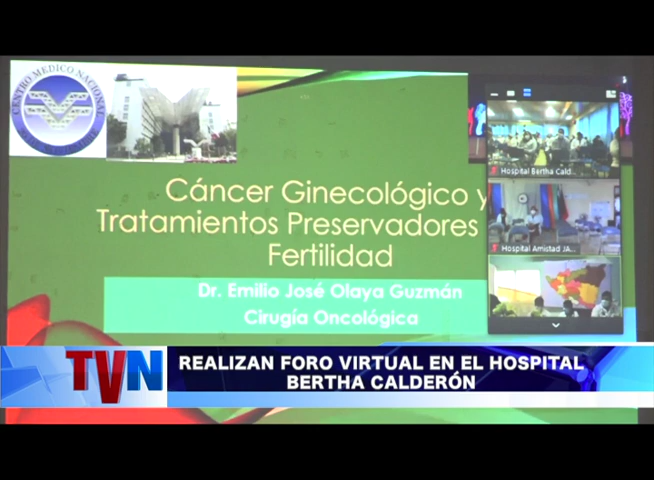 CENTRO MEDICO NACIONAL
Cáncer Ginecológico y
Tratamientos Preservadores
Fertilidad
Dr. Emilio José Olaya Guzmán
Cirugía Oncológica
Hospital Bertha Cald...
Hospital Amistad JA...
TVN
REALIZAN FORO VIRTUAL EN EL HOSPITAL
BERTHA CALDERÓN